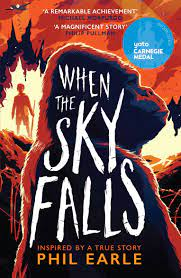 'A REMARKABLE ACHIEVEMENT'
MICHAEL MORPURGO
'A MAGNIFICENT STORY'
PHILIP PULLMAN
yoto
CARNEGIE
MEDAL
WHEN
THE
SKY
FALLS
INSPIRED BY A TRUE STORY
PHIL EARLE